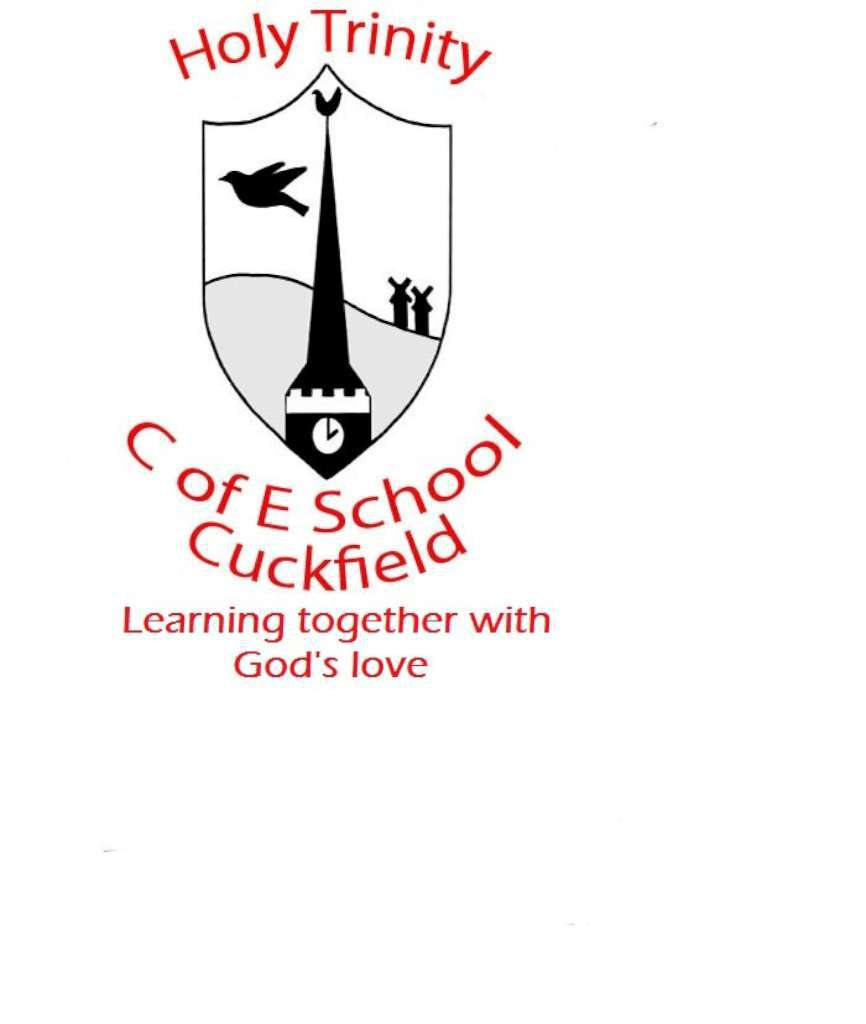 Holy Trinity
C of E School
Cuckfield
Learning together with
God's love